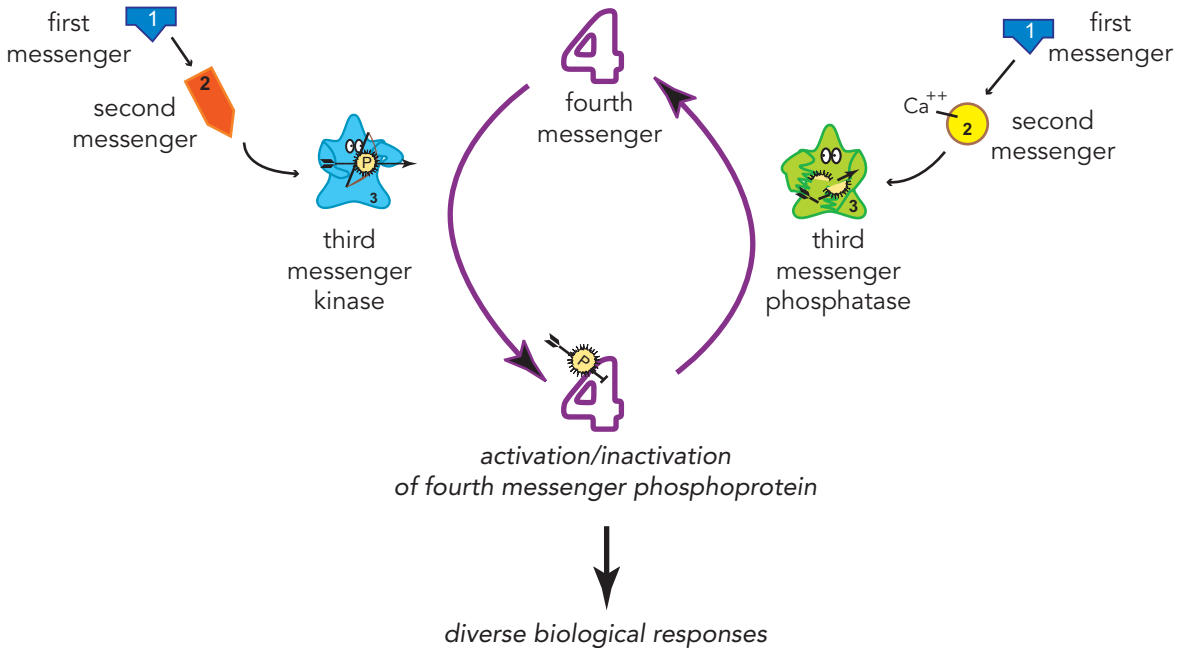 1
first
messenger
2
second
messenger
P
3
third
messenger
kinase
4
fourth
messenger
1
first
messenger
Ca++
2
second
messenger
3
third
messenger
phosphatase
P
4
activation/inactivation
of fourth messenger phosphoprotein
diverse biological responses